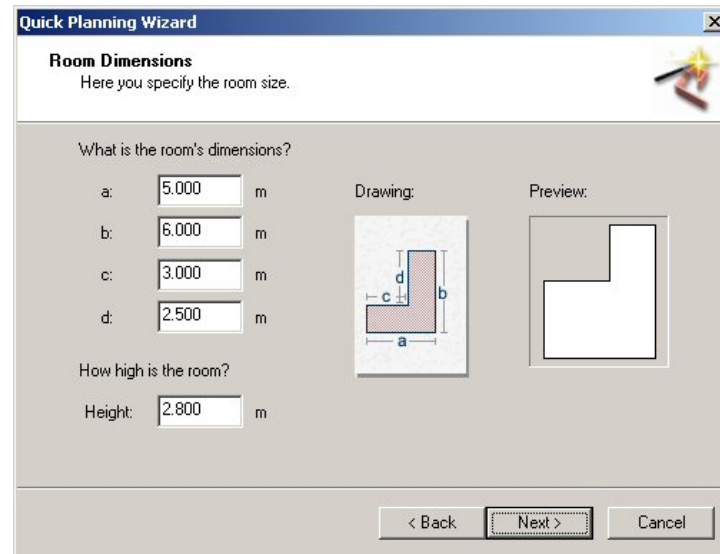 Quick Planning Wizard
Room Dimensions
Here you specify the room size.
What is the room's dimensions?
a: 5.000 m
b: 6.000 m
c: 3.000 m
d: 2.500 m
Drawing:
d
c
b
a
Preview:
How high is the room?
Height: 2.800 m
< Back Next > Cancel